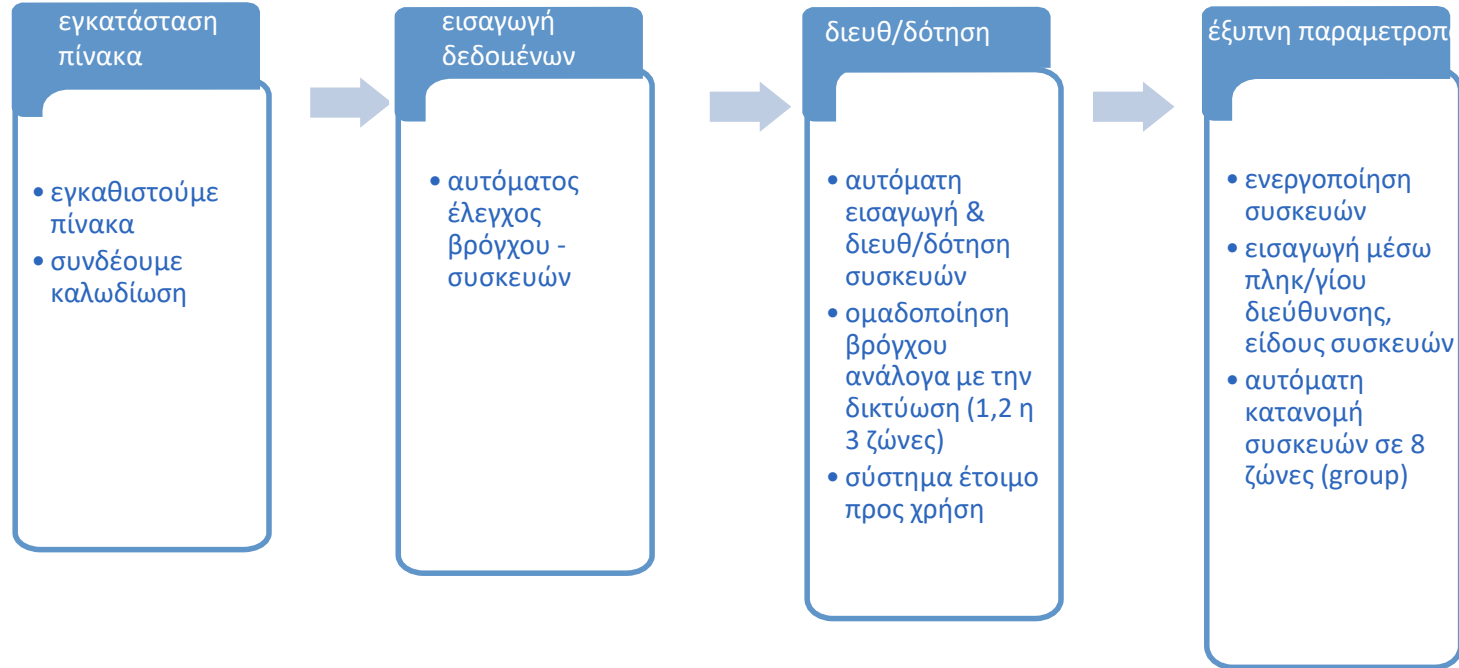 εγκατάσταση
πίνακα
• εγκαθιστούμε
πίνακα
• συνδέουμε
καλωδίωση
εισαγωγή
δεδομένων
• αυτόματος
έλεγχος
βρόγχου -
συσκευών
διευθ/δότηση
• αυτόματη
εισαγωγή &
διευθ/δότηση
συσκευών
• ομαδοποίηση
βρόγχου
ανάλογα με την
δικτύωση (1,2 η
3 ζώνες)
• σύστημα έτοιμο
προς χρήση
έξυπνη
• ενεργοποίηση
συσκευών
• εισαγωγή μέσω
πληκ/γίου
διεύθυνσης,
είδους συσκευών
• αυτόματη
κατανομή
συσκευών σε 8
ζώνες (group)